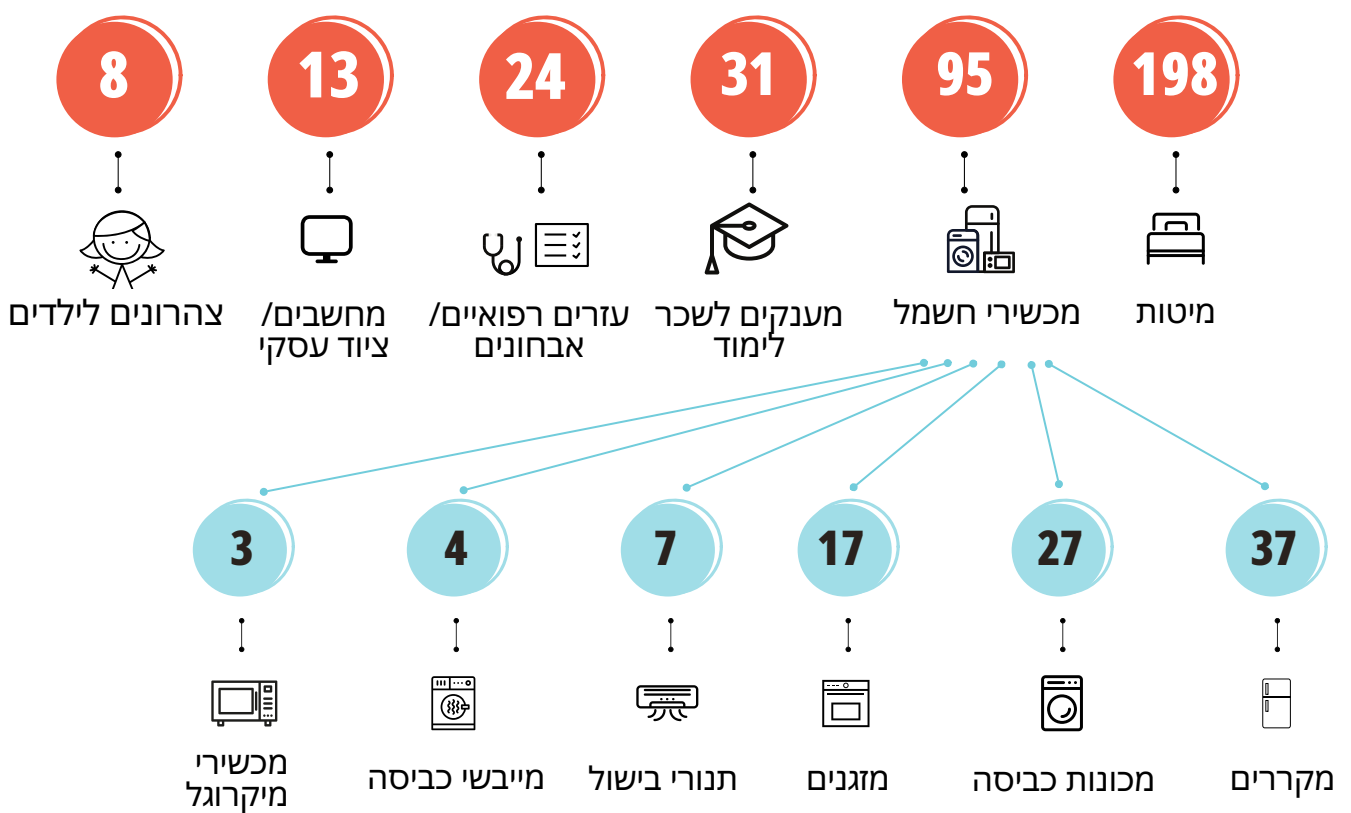 198
מיטות
95
מכשירי חשמל
31
מענקים לשכר
לימוד
24
עזרים רפואיים/
אבחונים
13
מחשבים/
ציוד עסקי
8
צהרונים לילדים
37
מקררים
27
מכונות כביסה
17
מזגנים
7
תנורי בישול
4
מייבשי כביסה
3
מכשירי
מיקרוגל